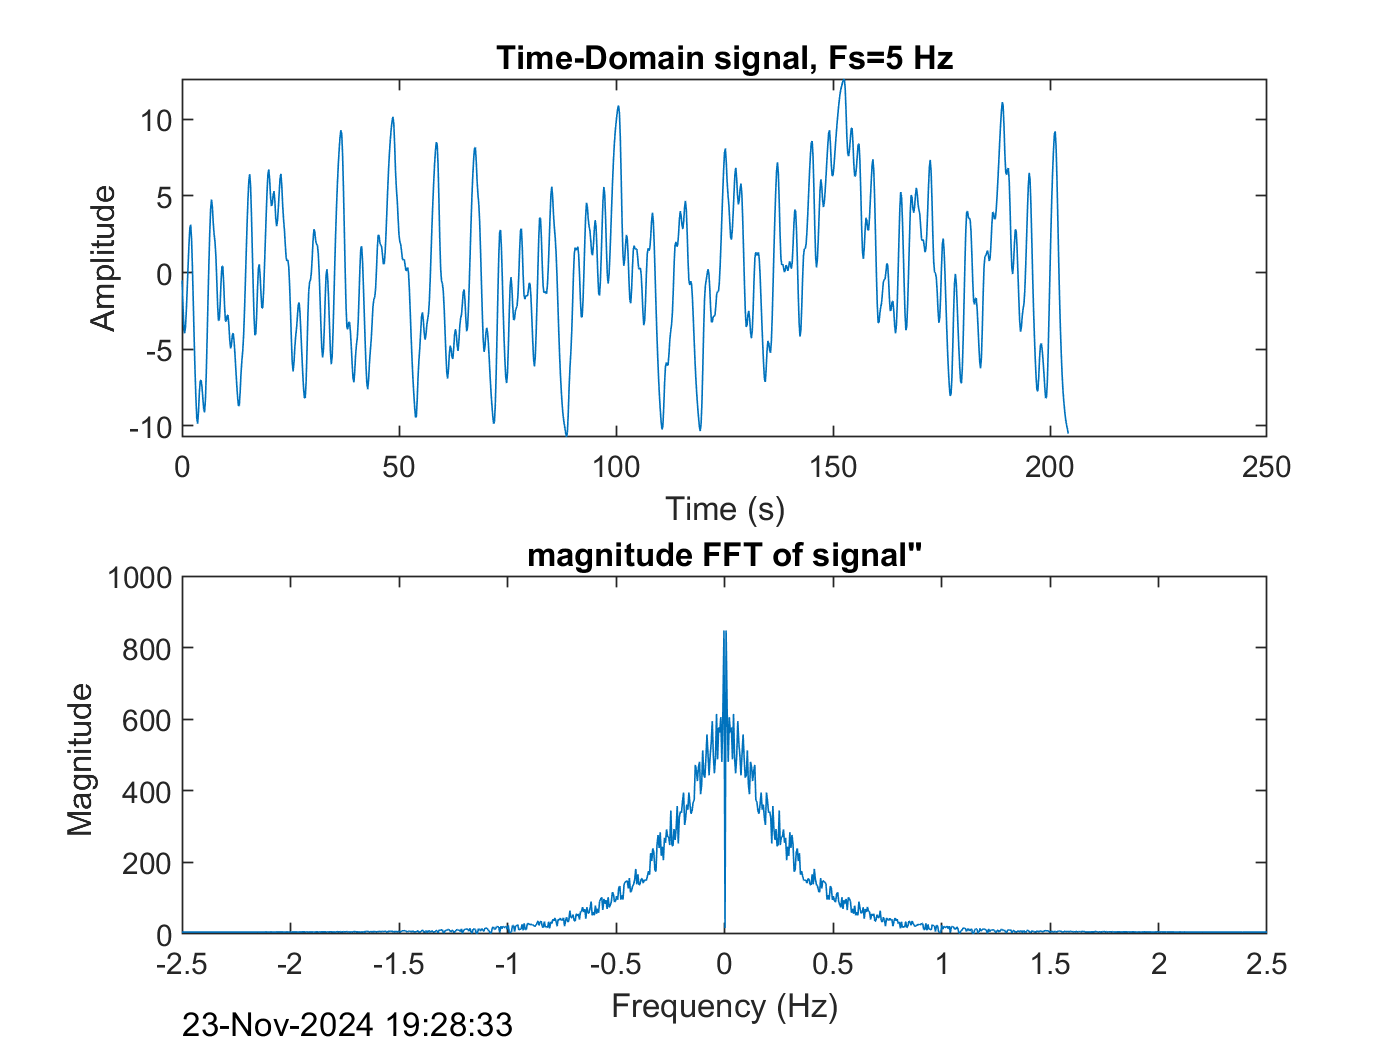 Time-Domain signal, Fs=5 Hz
10
5
0
-5
-10
Amplitude
0 50 100 150 200 250
Time (s)
magnitude FFT of signal"
1000
800
600
400
200
0
Magnitude
-2.5 -2 -1.5 -1 -0.5 0 0.5 1 1.5 2 2.5
Frequency (Hz)
23-Nov-2024 19:28:33